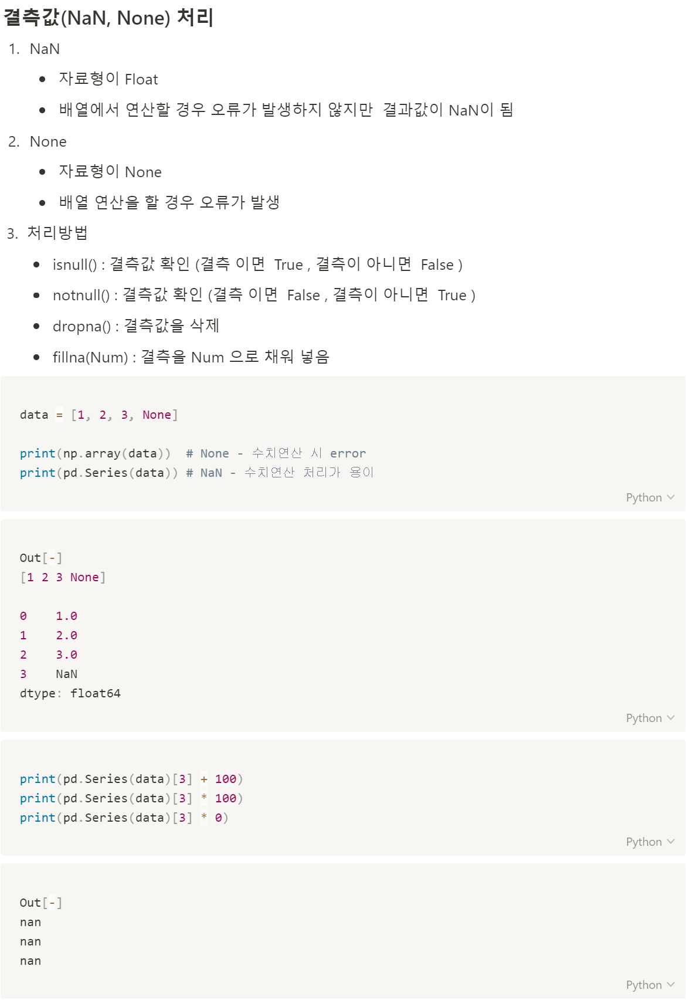 결측값(NaN, None) 처리
1. NaN
• 자료형이 Float
• 배열에서 연산할 경우 오류가 발생하지 않지만 결과값이 NaN이 됨
2. None
• 자료형이 None
• 배열 연산을 할 경우 오류가 발생
3. 처리방법
• isnull() : 결측값 확인 (결측 이면 True , 결측이 아니면 False )
• notnull() : 결측값 확인 (결측 이면 False , 결측이 아니면 True )
• dropna() : 결측값을 삭제
• fillna(Num) : 결측을 Num 으로 채워 넣음
data = [1, 2, 3, None]
print(np.array(data))  # None - 수치연산 시 error
print(pd.Series(data)) # NaN - 수치연산 처리가 용이
Python
Out[-]
[1 2 3 None]
0    1.0
1    2.0
2    3.0
3    NaN
dtype: float64
Python
print(pd.Series(data)[3] + 100)
print(pd.Series(data)[3] * 100)
print(pd.Series(data)[3] * 0)
Python
Out[-]
nan
nan
nan
Python